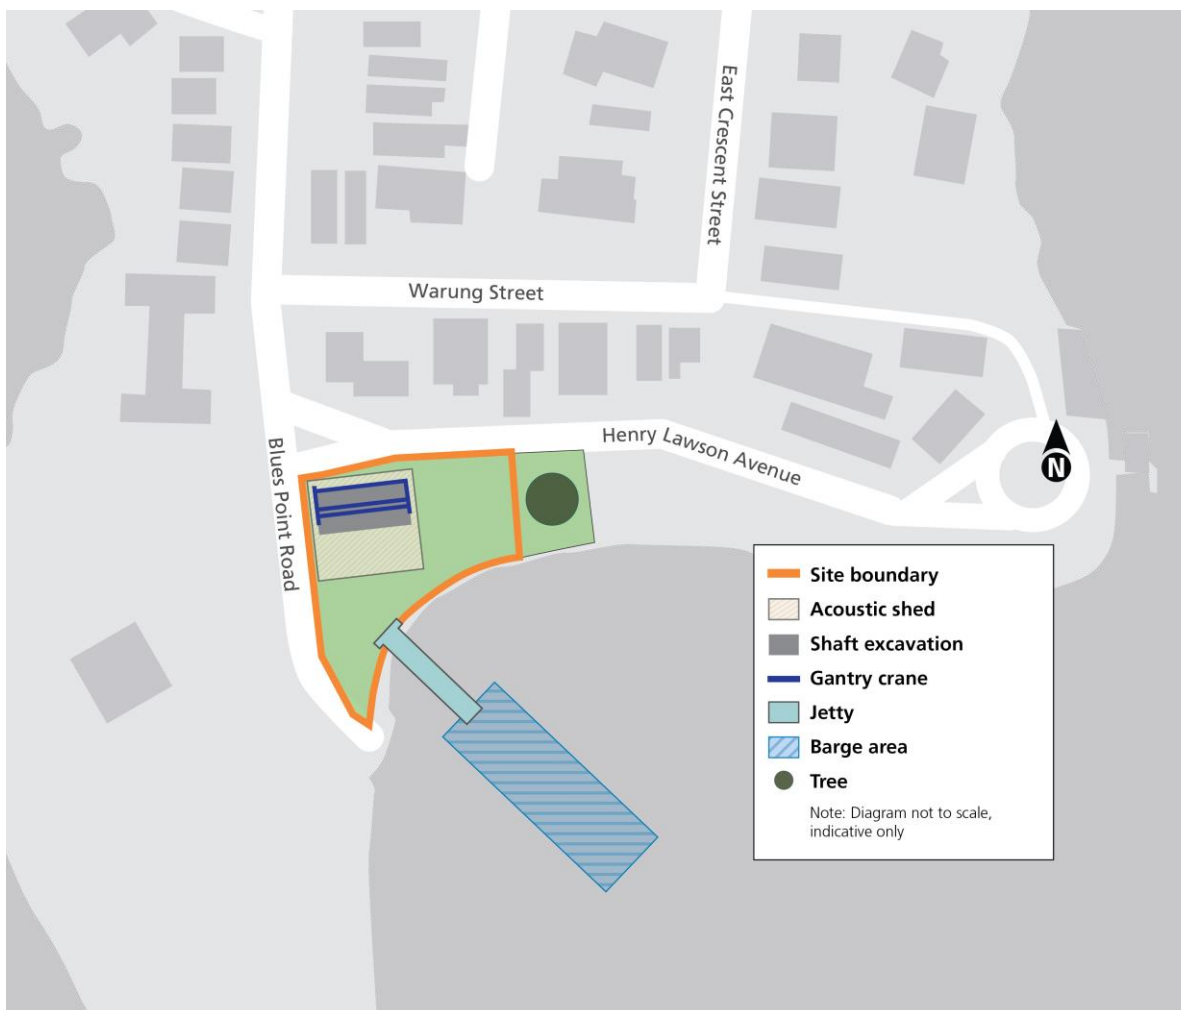 East Crescent Street
Warung Street
Henry Lawson Avenue
Blues Point Road
N
Site boundary
Acoustic shed
Shaft excavation
Gantry crane
Jetty
Barge area
Tree
Note: Diagram not to scale,
indicative only